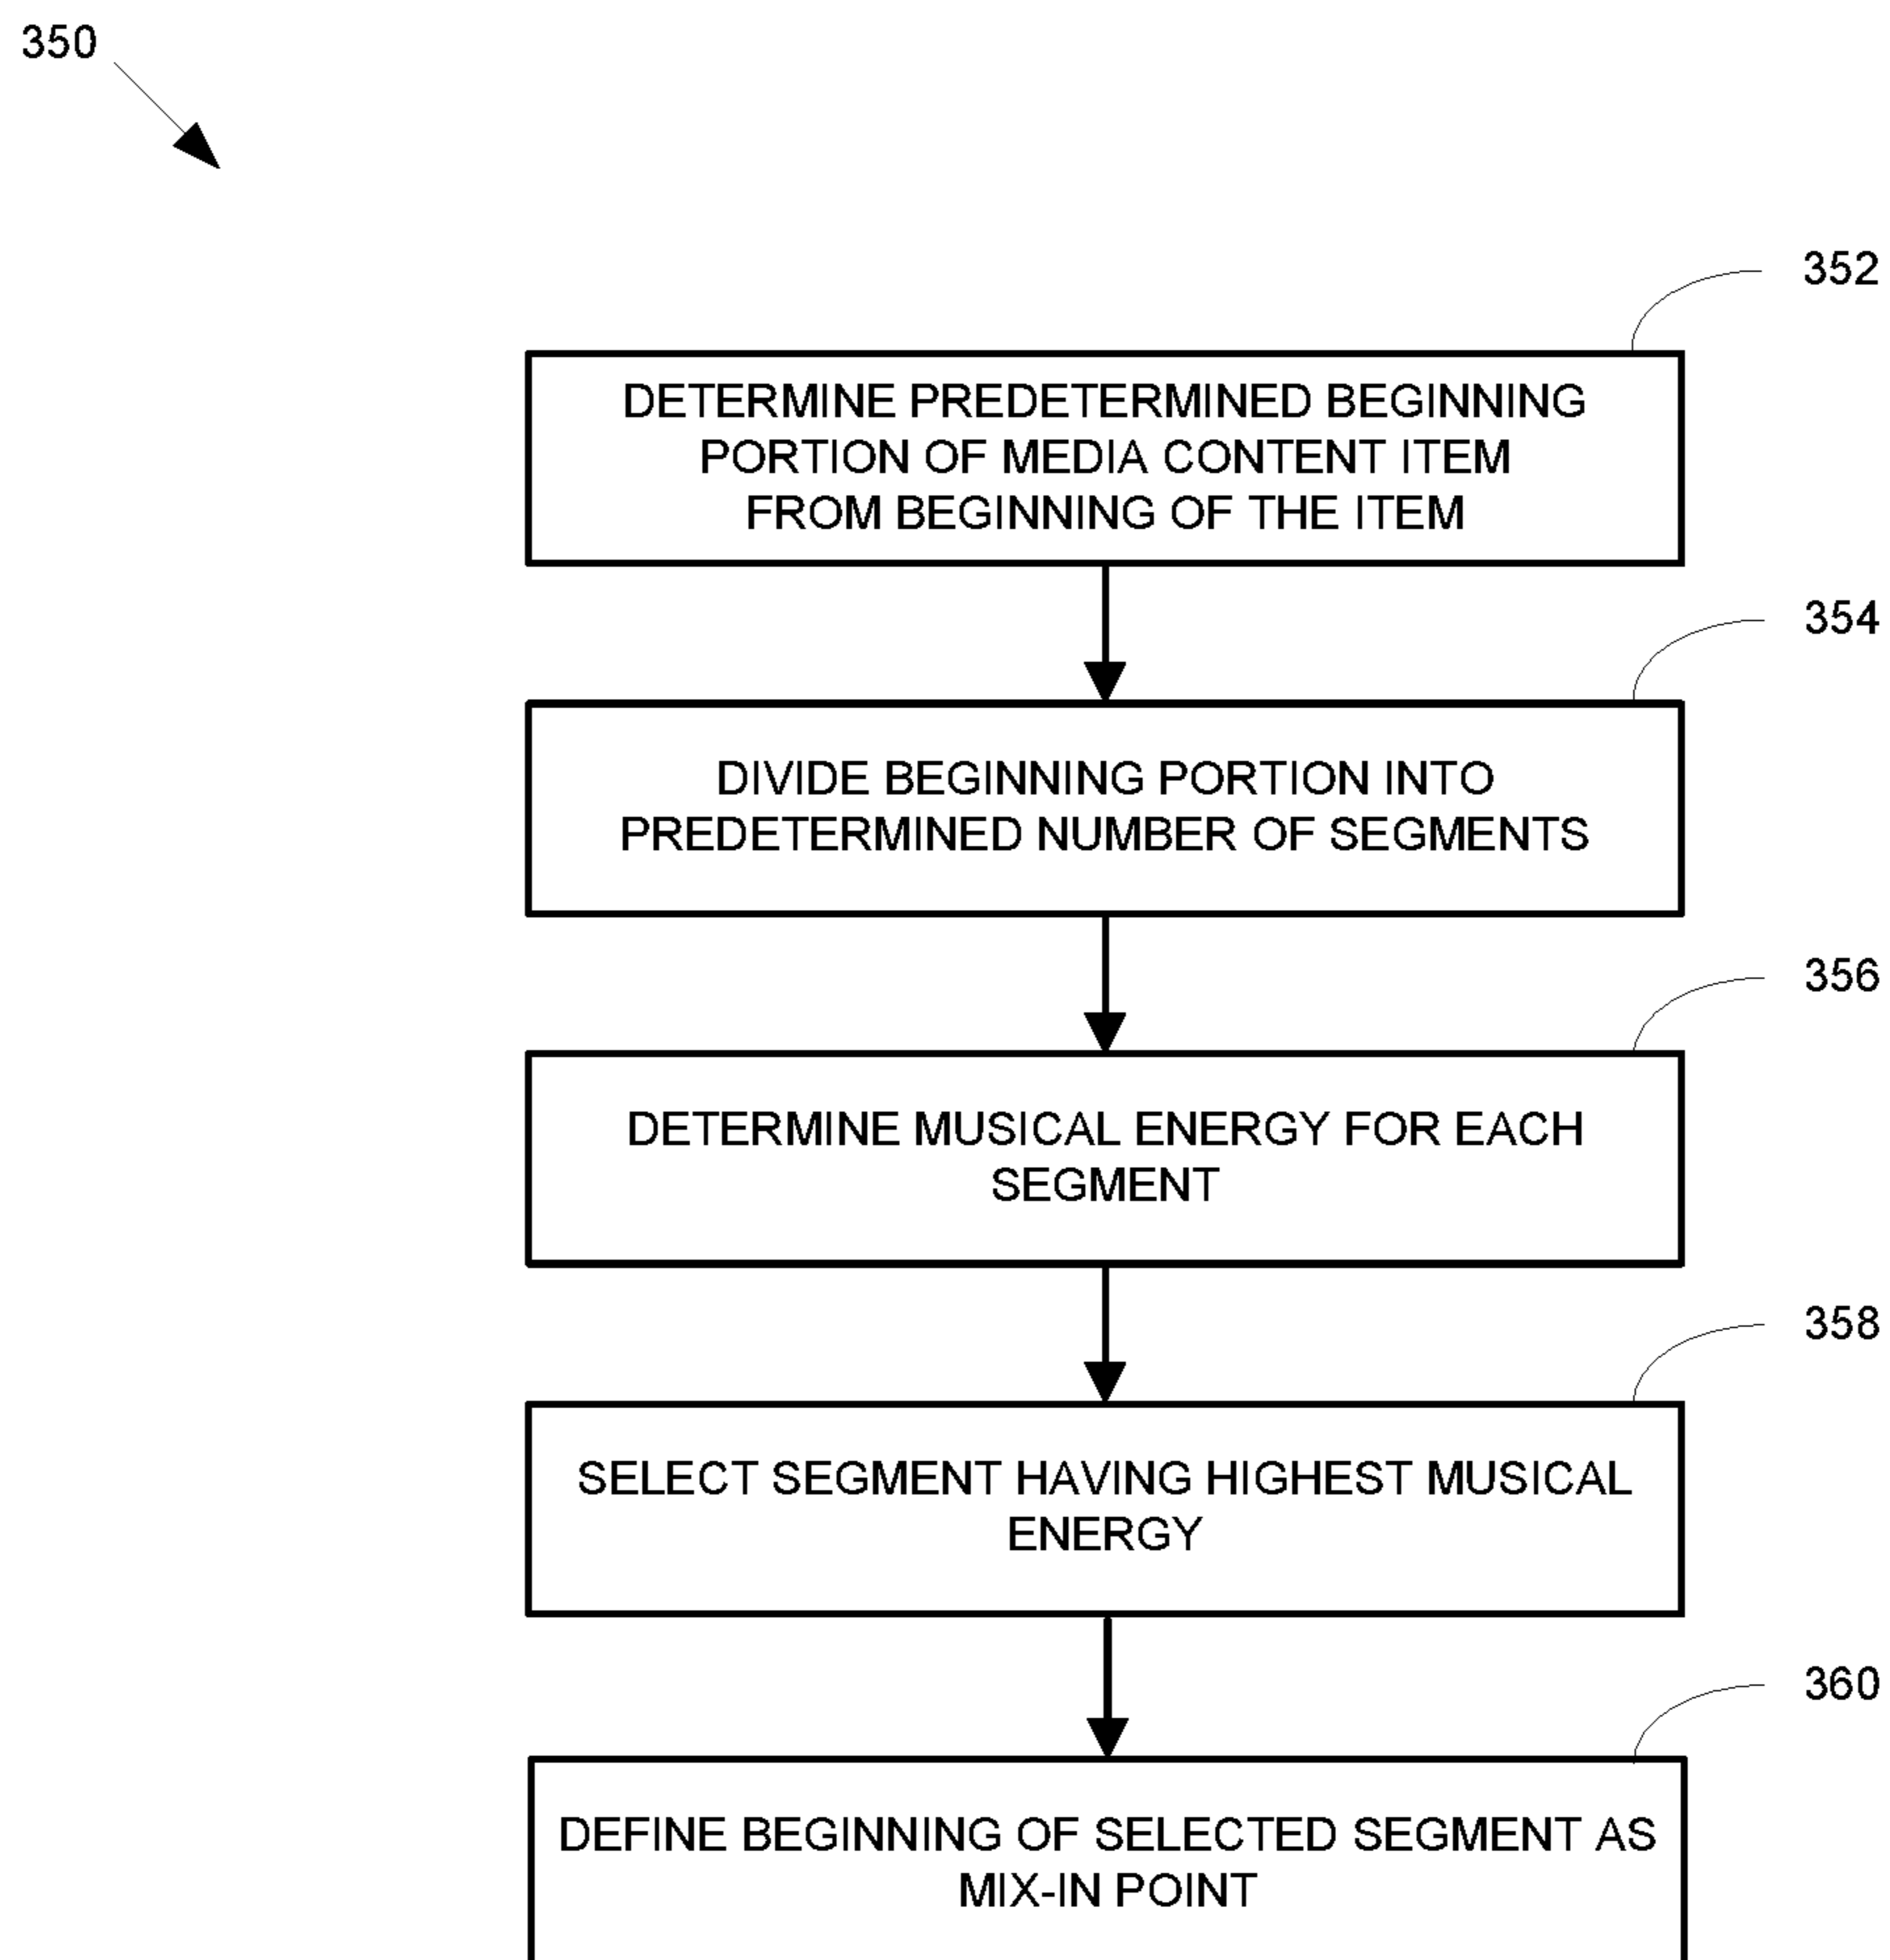 350
352
DETERMINE PREDETERMINED BEGINNING
PORTION OF MEDIA CONTENT ITEM
FROM BEGINNING OF THE ITEM
354
DIVIDE BEGINNING PORTION INTO
PREDETERMINED NUMBER OF SEGMENTS
356
DETERMINE MUSICAL ENERGY FOR EACH
SEGMENT
358
SELECT SEGMENT HAVING HIGHEST MUSICAL
ENERGY
360
DEFINE BEGINNING OF SELECTED SEGMENT AS
MIX-IN POINT